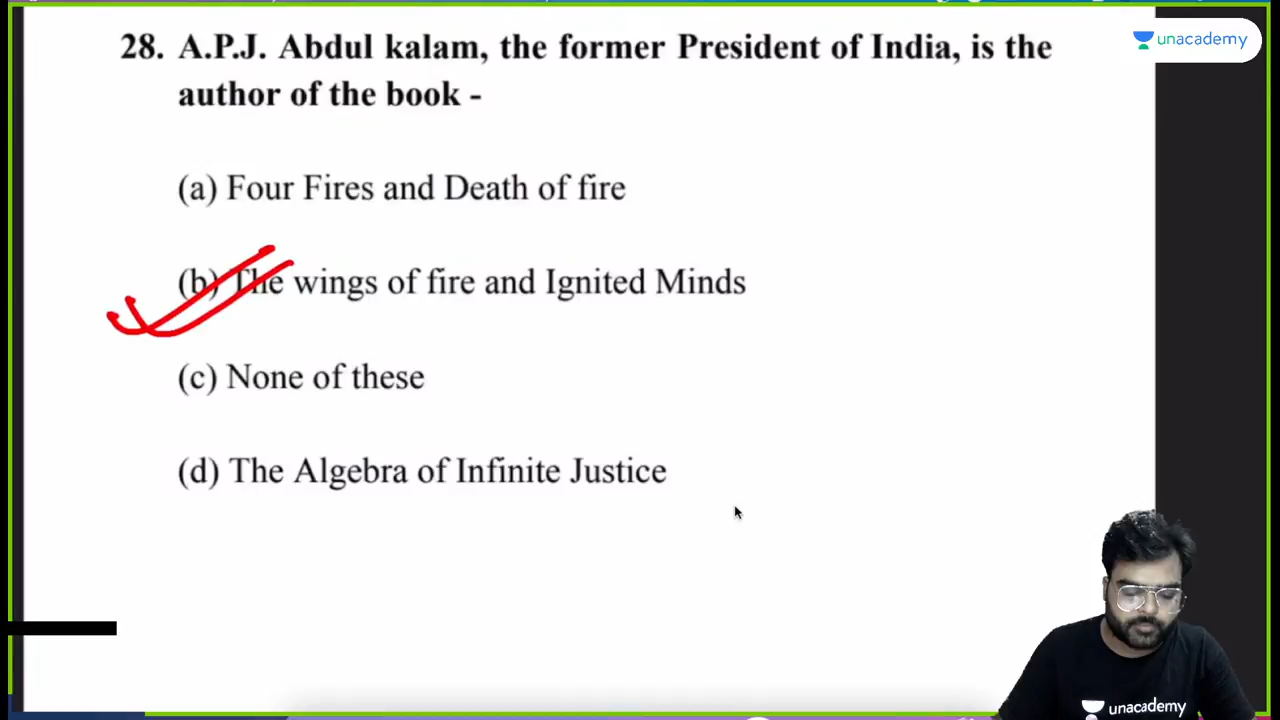 unacademy
28. A.P.J. Abdul kalam, the former President of India, is the
author of the book -
(a) Four Fires and Death of fire
(b) The wings of fire and Ignited Minds
(c) None of these
(d) The Algebra of Infinite Justice
unacademy